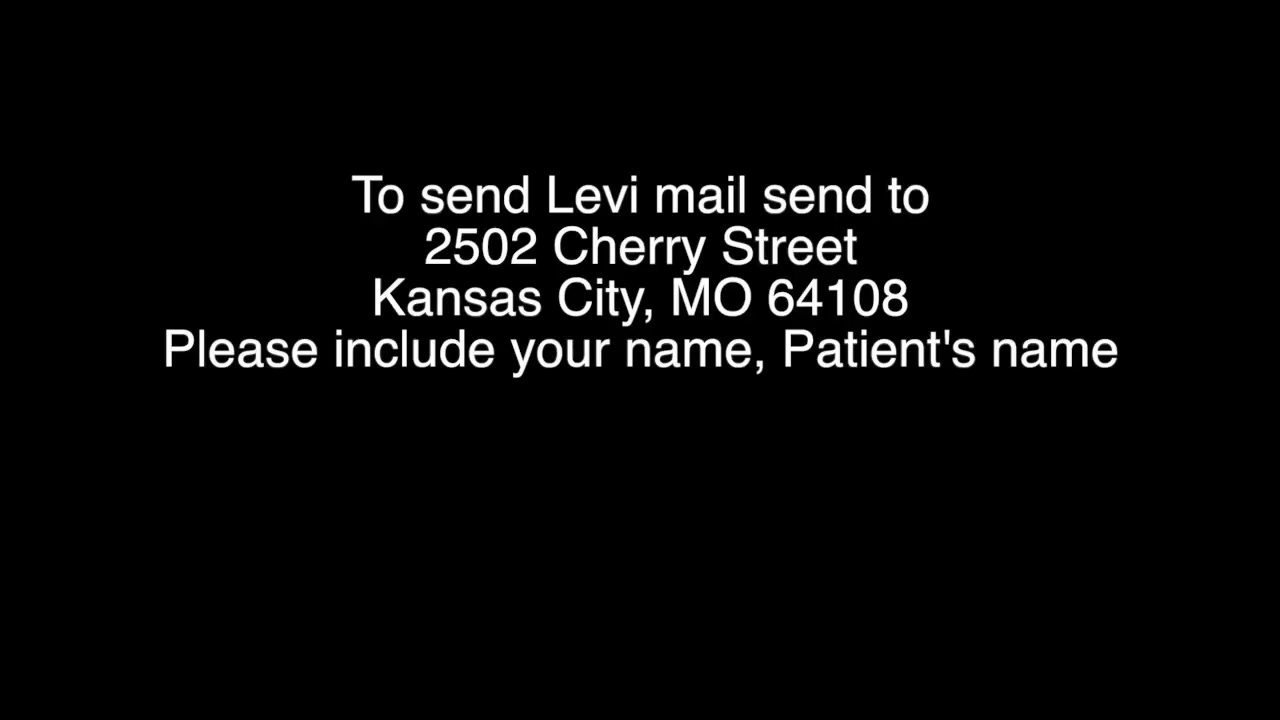 To send Levi mail send to
2502 Cherry Street
Kansas City, MO 64108
Please include your name, Patient's name